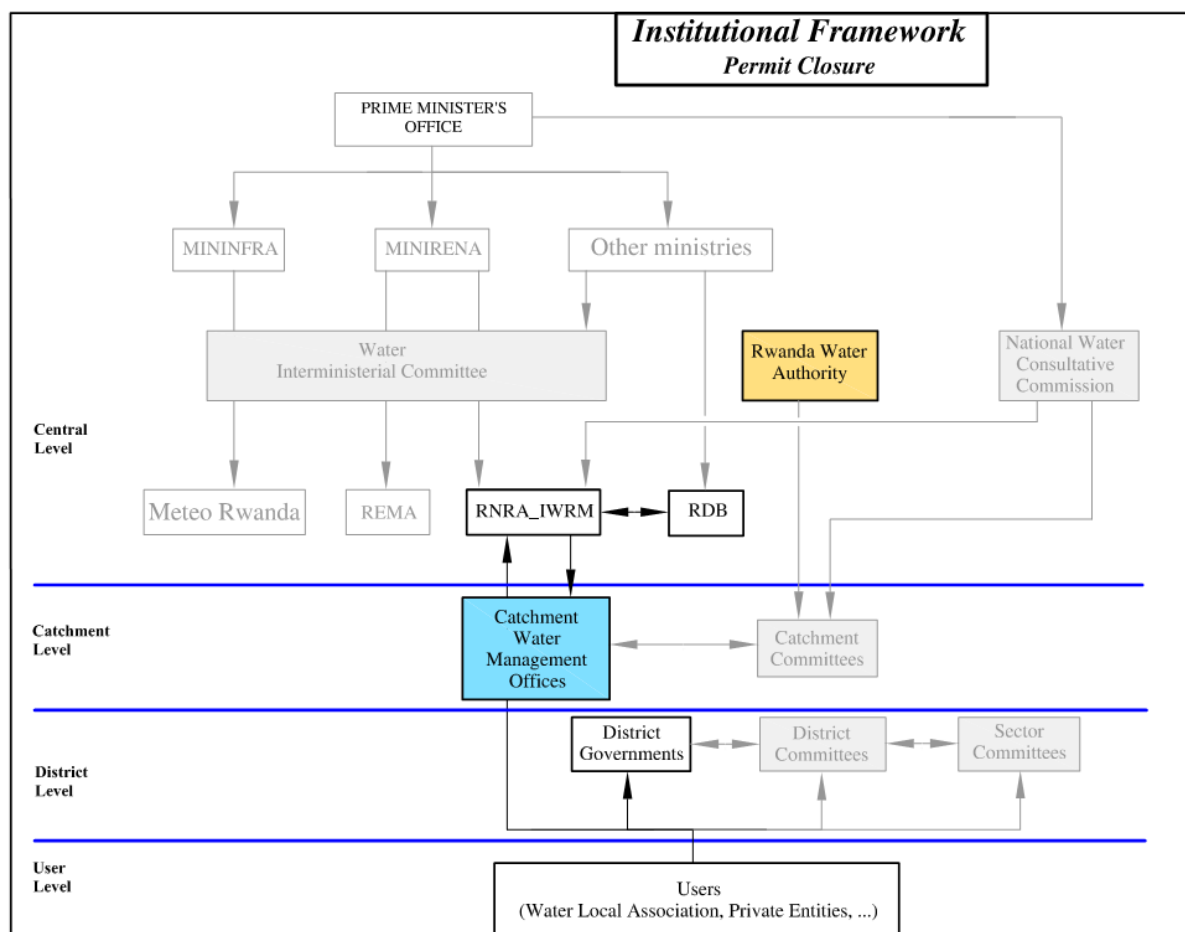 Institutional Framework
Permit Closure
PRIME MINISTER'S
OFFICE
MININFRA
MINIRENA
Other ministries
Water
Interministerial Committee
Rwanda Water
Authority
National Water
Consultative
Commission
Central
Level
Meteo Rwanda
REMA
RNRA_IWRM
RDB
Catchment
Level
Catchment
Water
Management
Offices
Catchment
Committees
District
Level
District
Governments
District
Committees
Sector
Committees
User
Level
Users
(Water Local Association, Private Entities, ...)